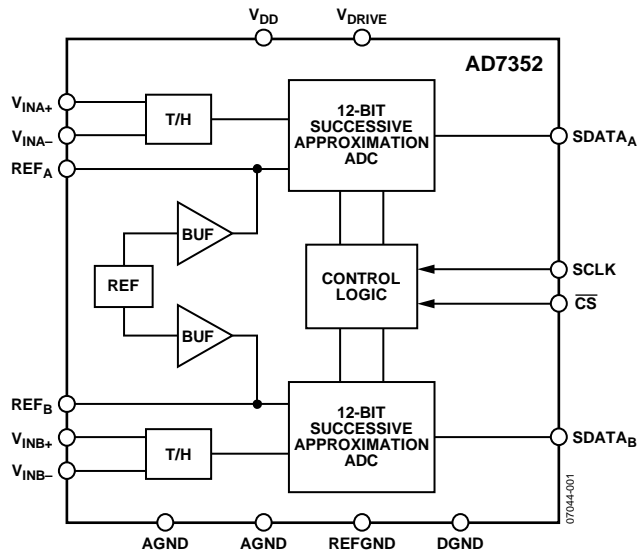 VDD
VDRIVE
AD7352
VINA+
VINA–
REFA
T/H
12-BIT
SUCCESSIVE
APPROXIMATION
ADC
SDATAA
BUF
REF
BUF
CONTROL
LOGIC
SCLK
CS
REFB
VINB+
VINB–
T/H
12-BIT
SUCCESSIVE
APPROXIMATION
ADC
SDATAB
07044-001
AGND
AGND
REFGND
DGND